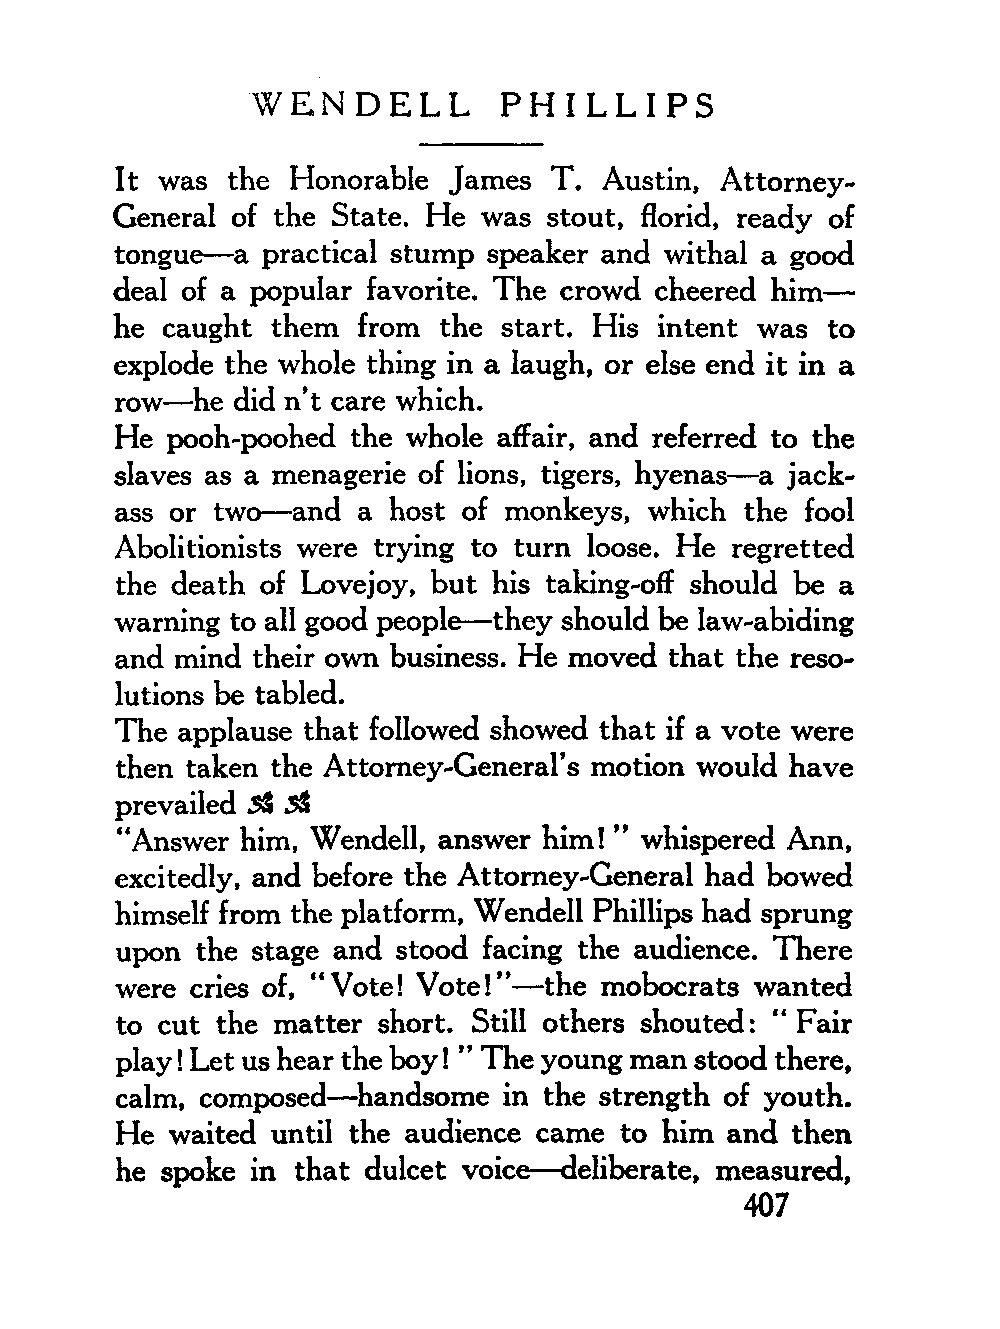 WENDELL PHILLIPS
It was the Honorable James T. Austin, Attorney-
General of the State. He was stout, florid, ready of
tongue—a practical stump speaker and withal a good
deal of a popular favorite. The crowd cheered him—
he caught them from the start. His intent was to
explode the whole thing in a laugh, or else end it in a
row—he did n't care which.
He pooh-poohed the whole affair, and referred to the
slaves as a menagerie of lions, tigers, hyenas—a jack-
ass or two—and a host of monkeys, which the fool
Abolitionists were trying to turn loose. He regretted
the death of Lovejoy, but his taking-off should be a
warning to all good people—they should be law-abiding
and mind their own business. He moved that the reso-
lutions be tabled.
The applause that followed showed that if a vote were
then taken the Attorney-General's motion would have
prevailed
"Answer him, Wendell, answer him!" whispered Ann,
excitedly, and before the Attorney-General had bowed
himself from the platform, Wendell Phillips had sprung
upon the stage and stood facing the audience. There
were cries of, "Vote! Vote!"—the mobocrats wanted
to cut the matter short. Still others shouted: "Fair
play! Let us hear the boy!" The young man stood there,
calm, composed—handsome in the strength of youth.
He waited until the audience came to him and then
he spoke in that dulcet voice—deliberate, measured,
407